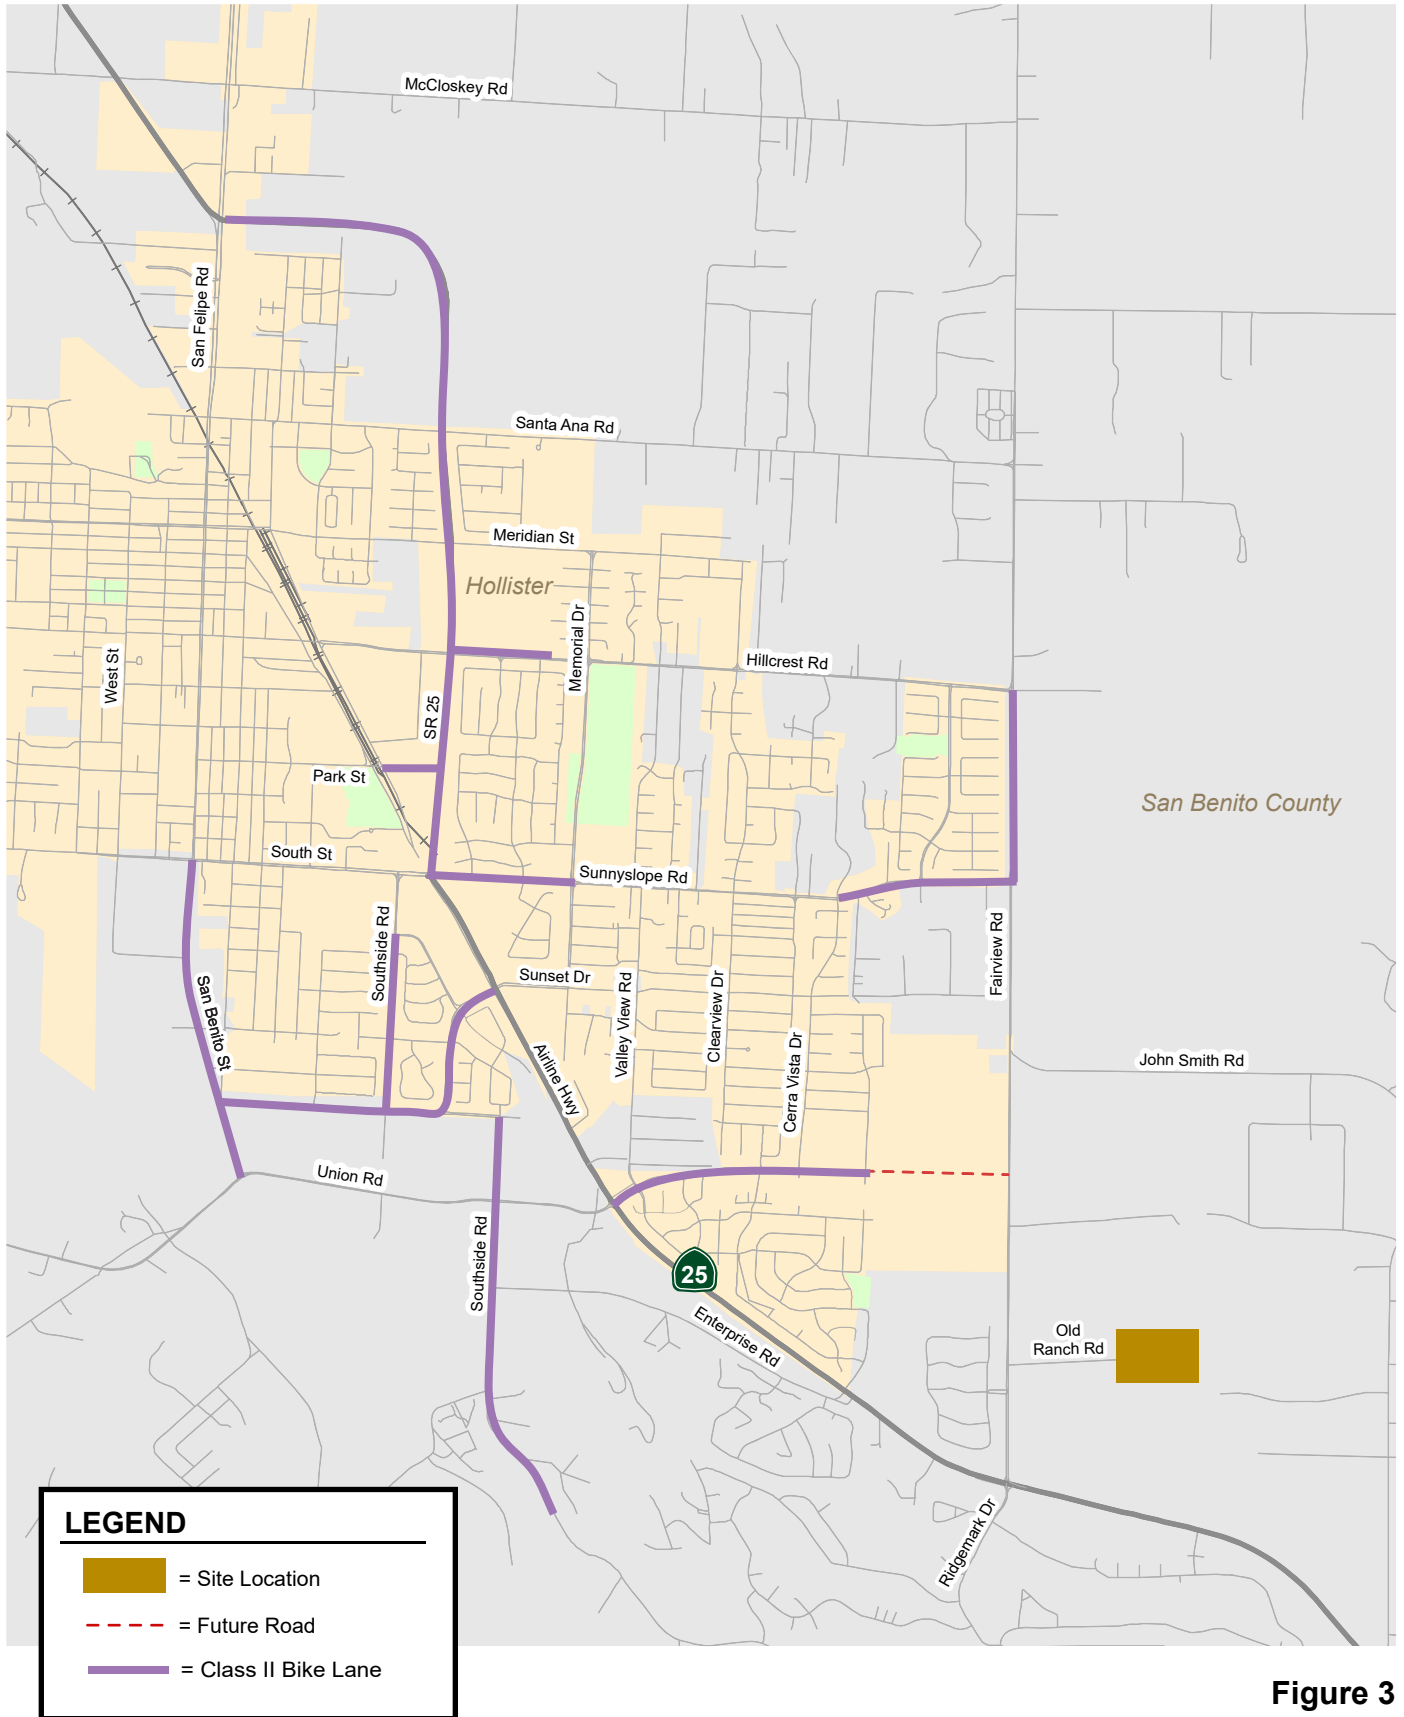 McCloskey Rd
San Felipe Rd
Santa Ana Rd
Meridian St
Hollister
Memorial Dr
West St
Hillcrest Rd
SR 25
Park St
San Benito County
South St
Sunnyslope Rd
Southside Rd
Fairview Rd
San Benito St
Sunset Dr
Valley View Rd
Clearview Dr
Cerra Vista Dr
Airline Hwy
John Smith Rd
Union Rd
Southside Rd
25
Enterprise Rd
Old
Ranch Rd
Ridgemark Dr
LEGEND
= Site Location
= Future Road
= Class II Bike Lane
Figure 3